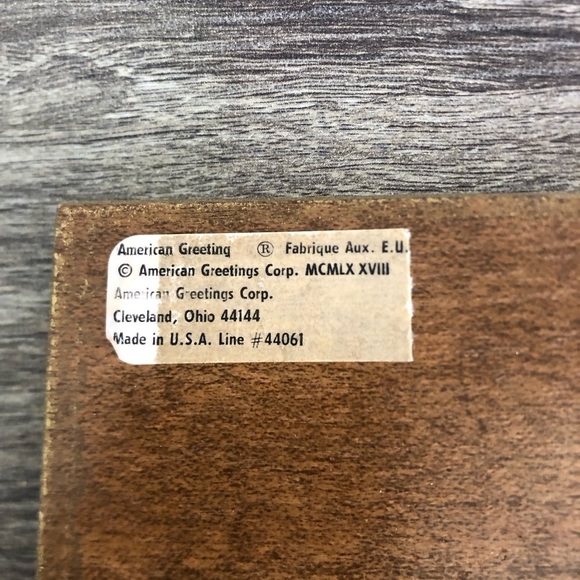 American Greeting ® Fabrique Aux. E.U.
© American Greetings Corp. MCMLX XVIII
American Greetings Corp.
Cleveland, Ohio 44144
Made in U.S.A. Line #44061